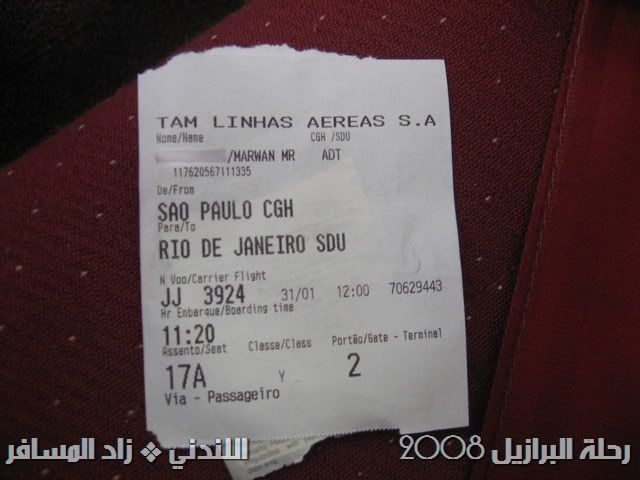 TAM LINHAS AEREAS S.A
Nome/Name CGH /SDU
/MARWAN MR ADT
117620567111335
De/From
SAO PAULO CGH
Para/To
RIO DE JANEIRO SDU
N Voo/Carrier Flight
JJ 3924 31/01 12:00 70629443
Hr Embarque/Boarding time
11:20
Assento/Seat Classe/Class Portão/Gate - Terminal
17A Y 2
Via - Passageiro
رحلة البرازيل 2008
اللندني ❖ زاد المسافر